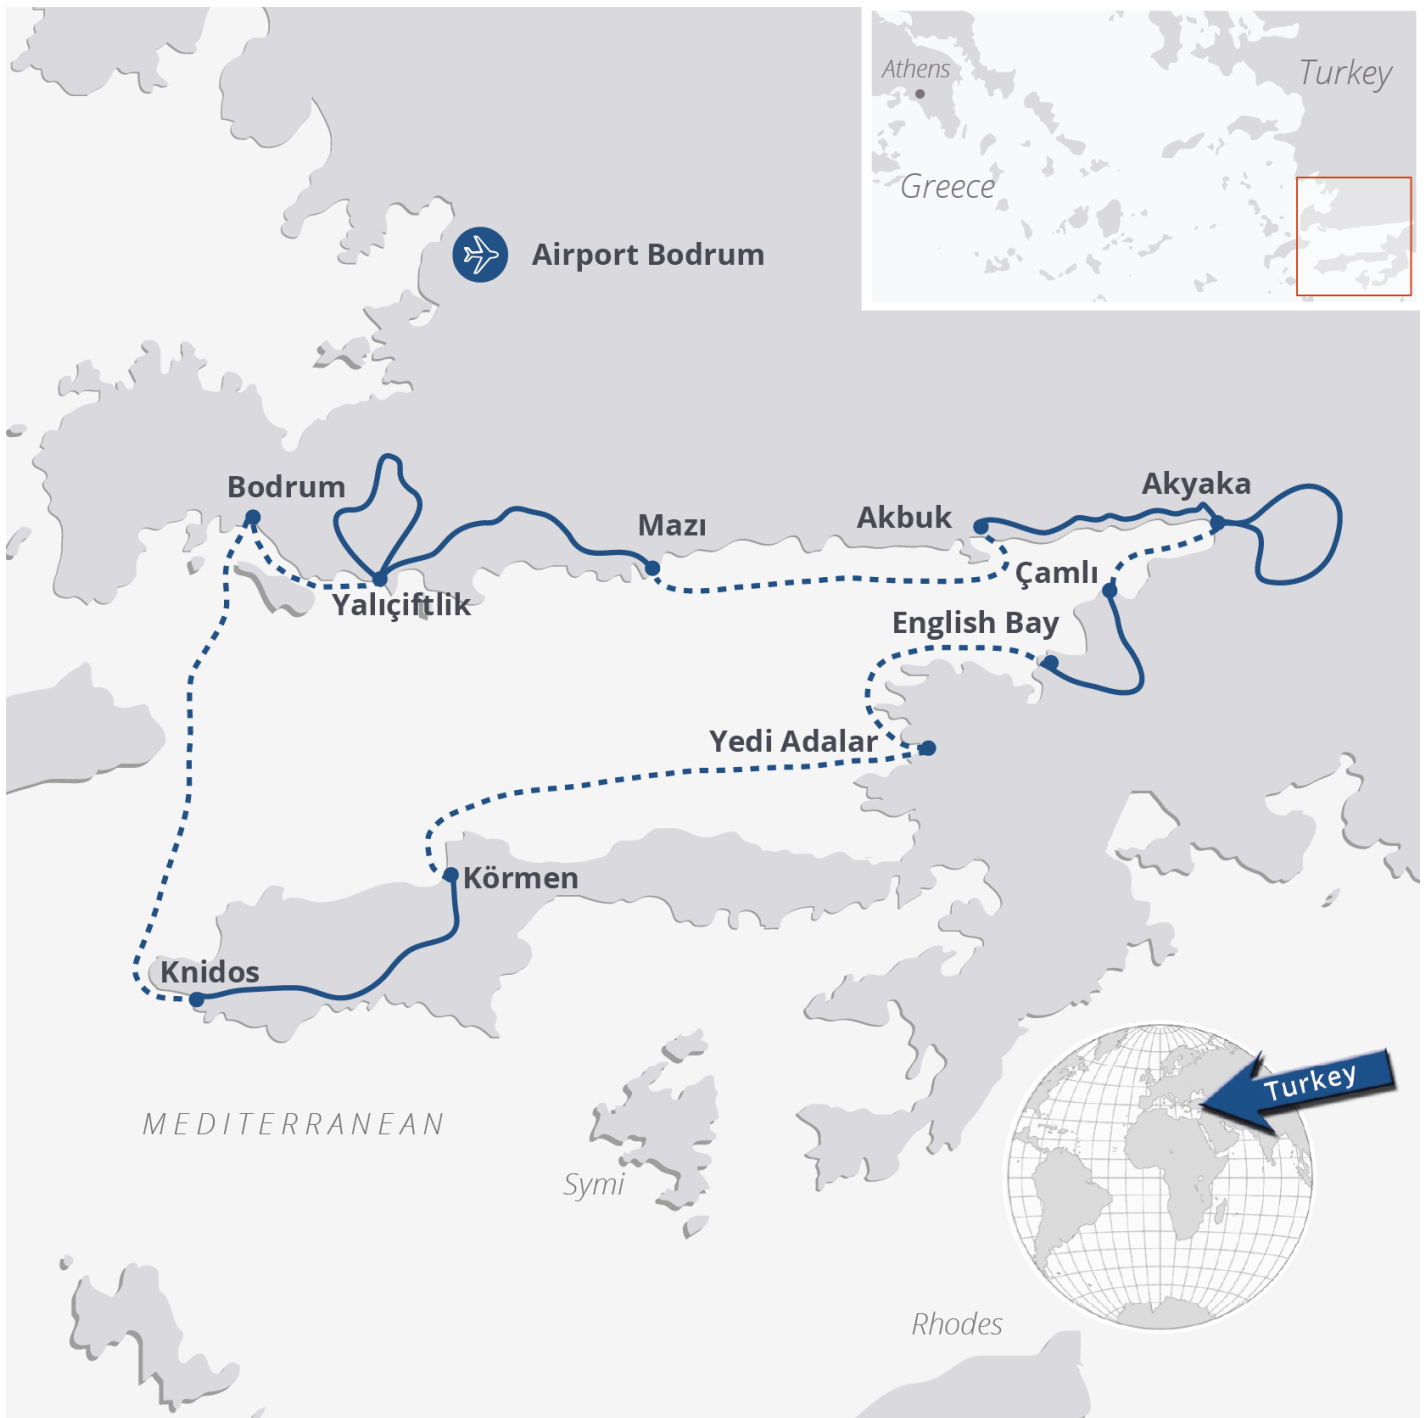 Athens
Turkey
Greece
Airport Bodrum
Bodrum
Akyaka
Akbuk
Mazı
Çamlı
Yalıçiftlik
English Bay
Yedi Adalar
Körmen
Knidos
Turkey
MEDITERRANEAN
Symi
Rhodes